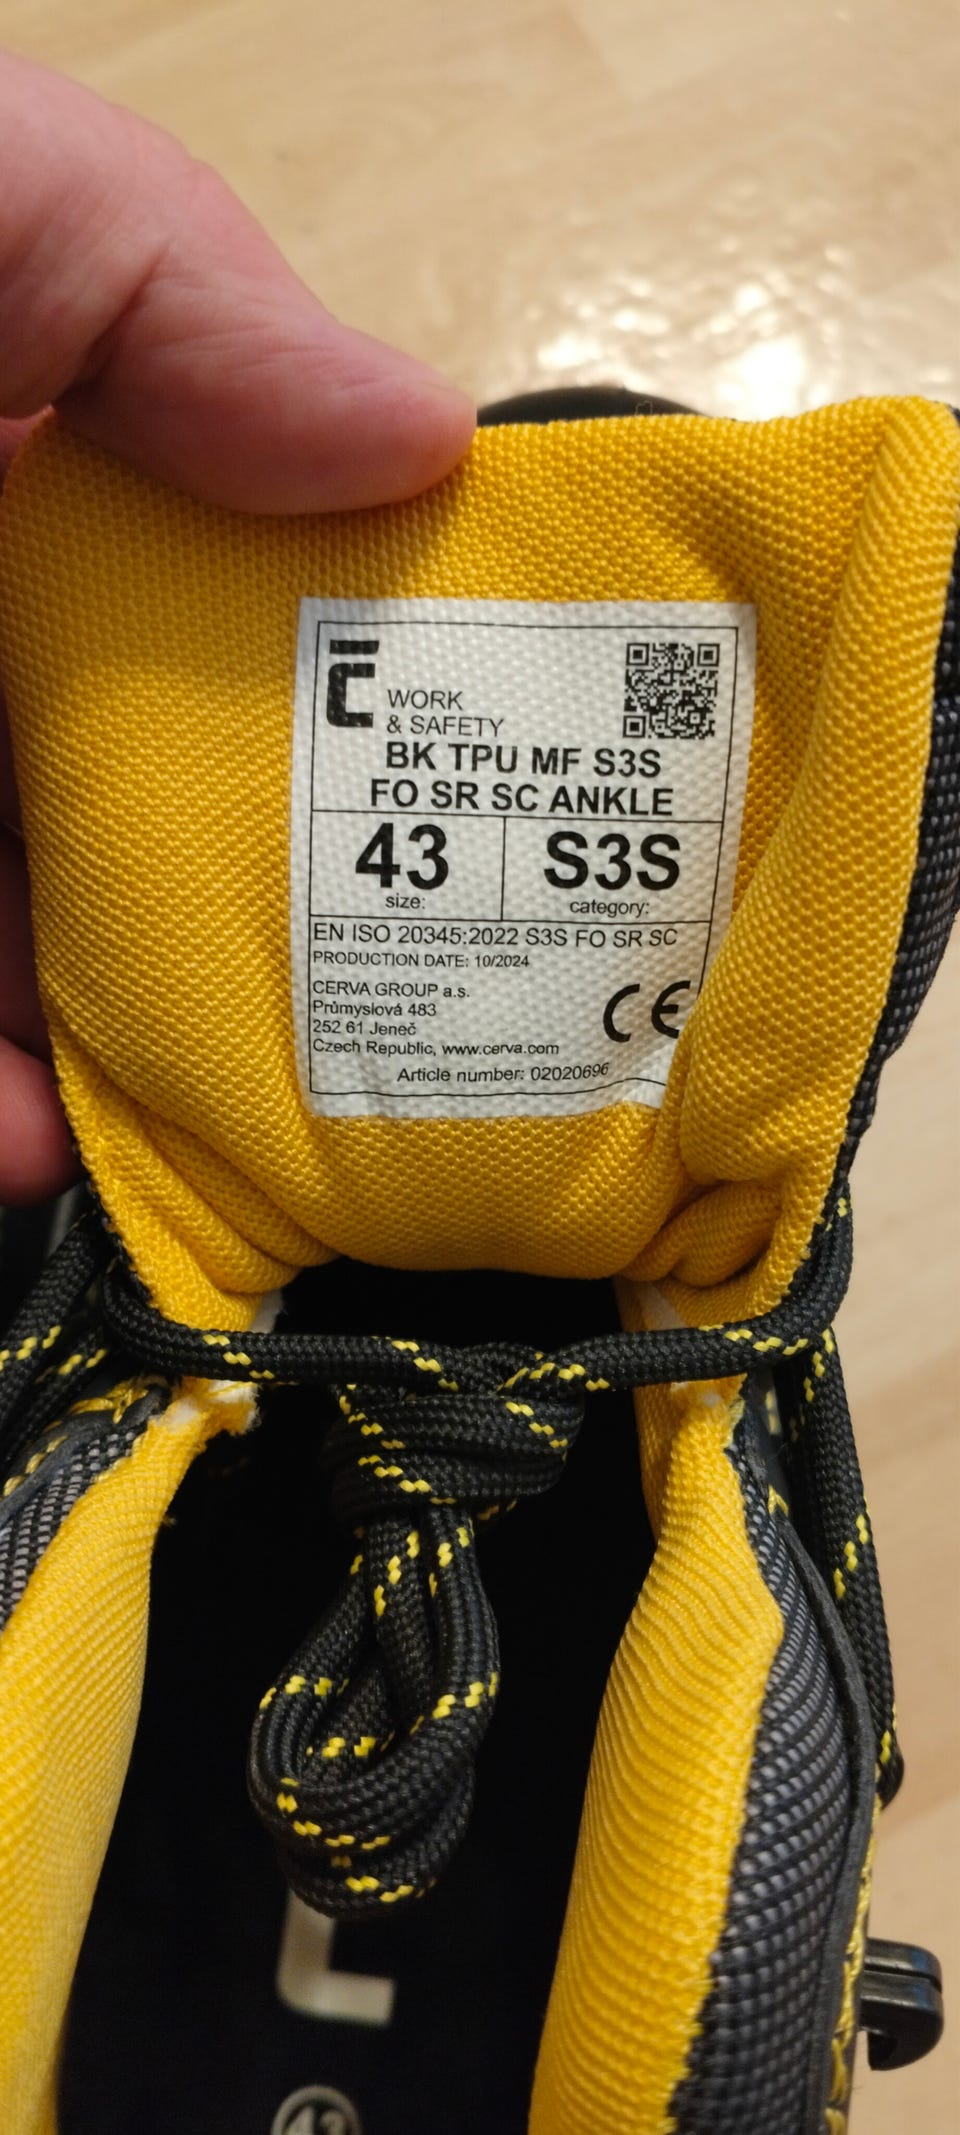 WORK
& SAFETY
BK TPU MF S3S
FO SR SC ANKLE
43
size:
S3S
category:
EN ISO 20345:2022 S3S FO SR SC
PRODUCTION DATE: 10/2024
CERVA GROUP a.s.
Průmyslová 483
252 61 Jeneč
Czech Republic, www.cerva.com
CE
Article number: 02020696
43